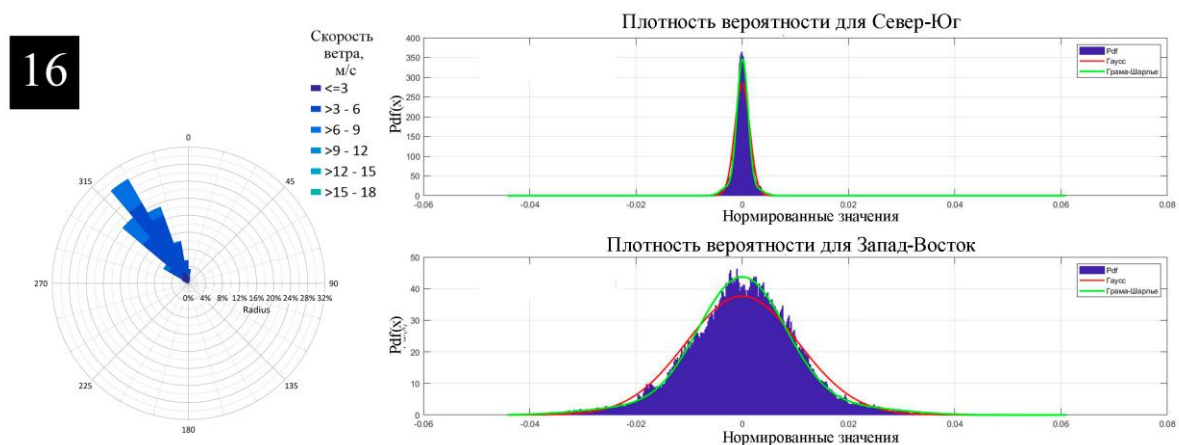 16
Скорость
ветра,
м/с
<=3
>3 - 6
>6 - 9
>9 - 12
>12 - 15
>15 - 18
0
45
90
135
180
225
270
315
0% 4% 8% 12% 16% 20% 24% 28% 32%
Radius
Плотность вероятности для Север-Юг
Pdf(x)
400
350
300
250
200
150
100
50
0
-0.06 -0.04 -0.02 0 0.02 0.04 0.06 0.08
Нормированные значения
Pdf
Гаусс
Грама-Шарлье
Плотность вероятности для Запад-Восток
Pdf(x)
50
40
30
20
10
0
-0.06 -0.04 -0.02 0 0.02 0.04 0.06 0.08
Нормированные значения
Pdf
Гаусс
Грама-Шарлье